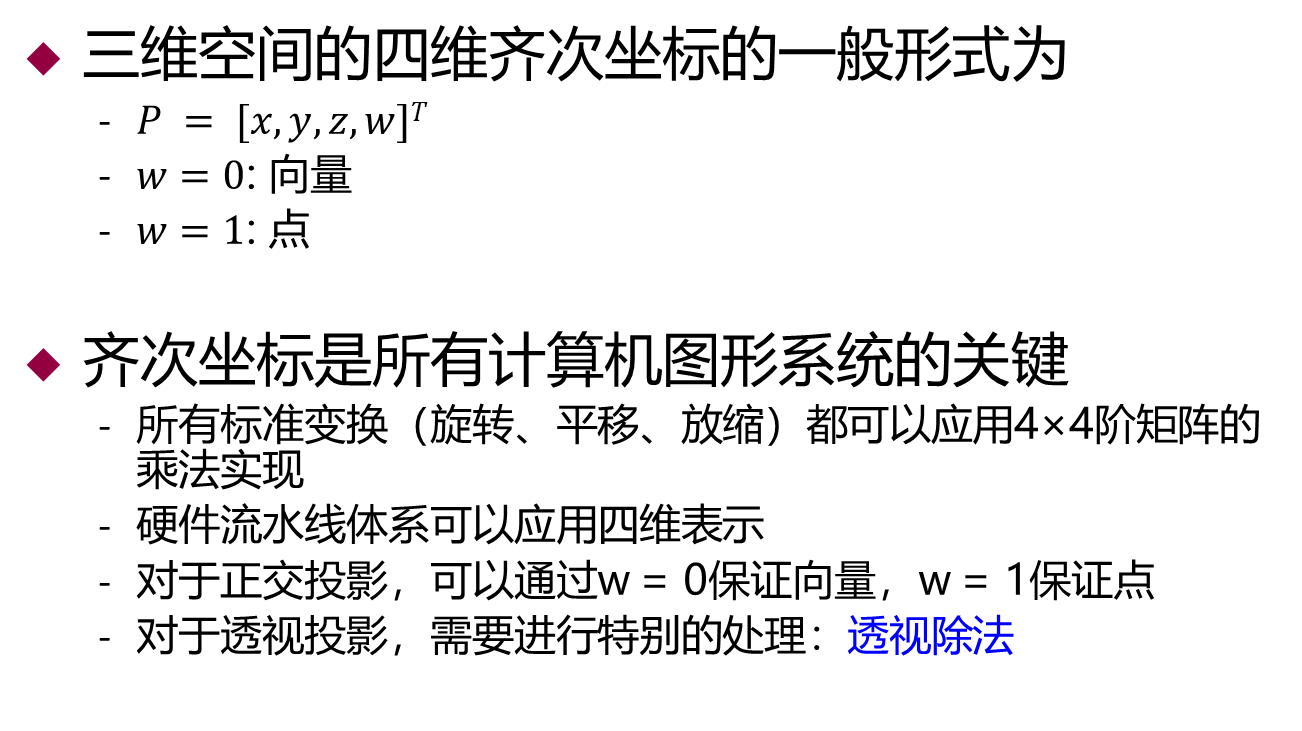 ◆ 三维空间的四维齐次坐标的一般形式为
- P = [x, y, z, w]ᵀ
- w = 0: 向量
- w = 1: 点
◆ 齐次坐标是所有计算机图形系统的关键
- 所有标准变换（旋转、平移、放缩）都可以应用4×4阶矩阵的
乘法实现
- 硬件流水线体系可以应用四维表示
- 对于正交投影，可以通过w = 0保证向量，w = 1保证点
- 对于透视投影，需要进行特别的处理：透视除法